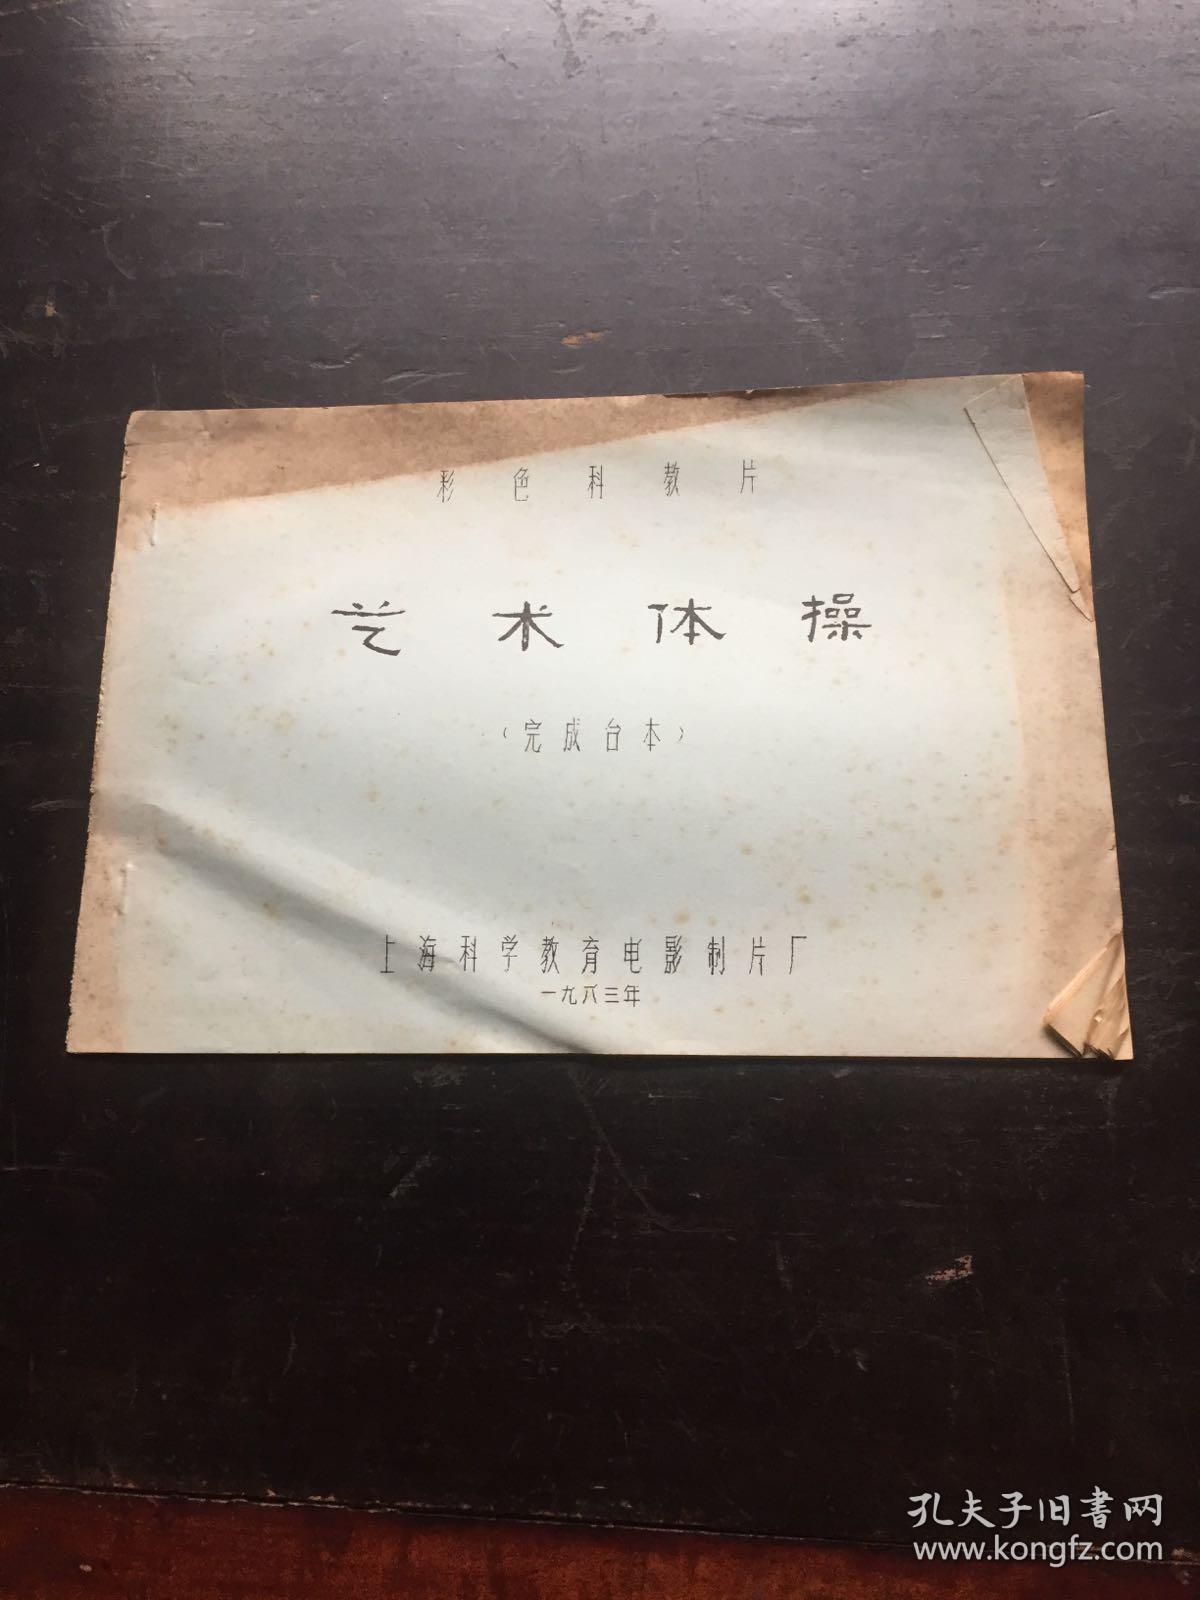 彩色科教片
艺术体操
（完成台本）
上海科学教育电影制片厂
一九八三年
孔夫子旧書网
www.kongfz.com